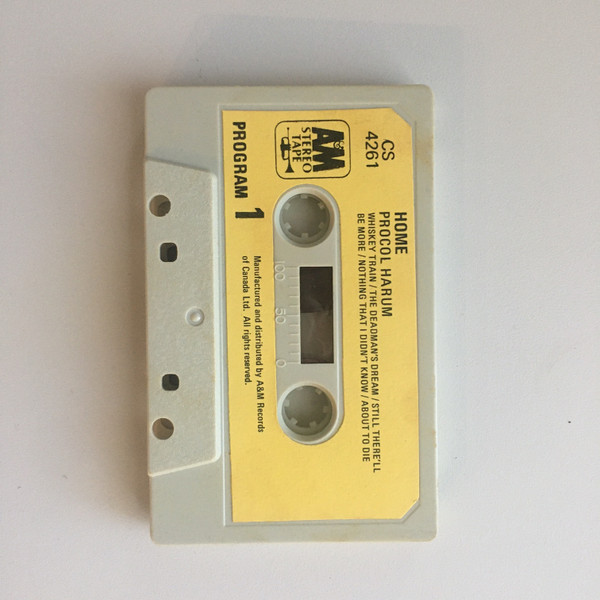 CS
4261
A&M
STEREO
TAPE
HOME
PROCOL HARUM
WHISKEY TRAIN / THE DEADMAN'S DREAM / STILL THERE'LL
BE MORE / NOTHING THAT I DIDN'T KNOW / ABOUT TO DIE
100 50 0
Manufactured and distributed by A&M Records
of Canada Ltd. All rights reserved.
PROGRAM 1